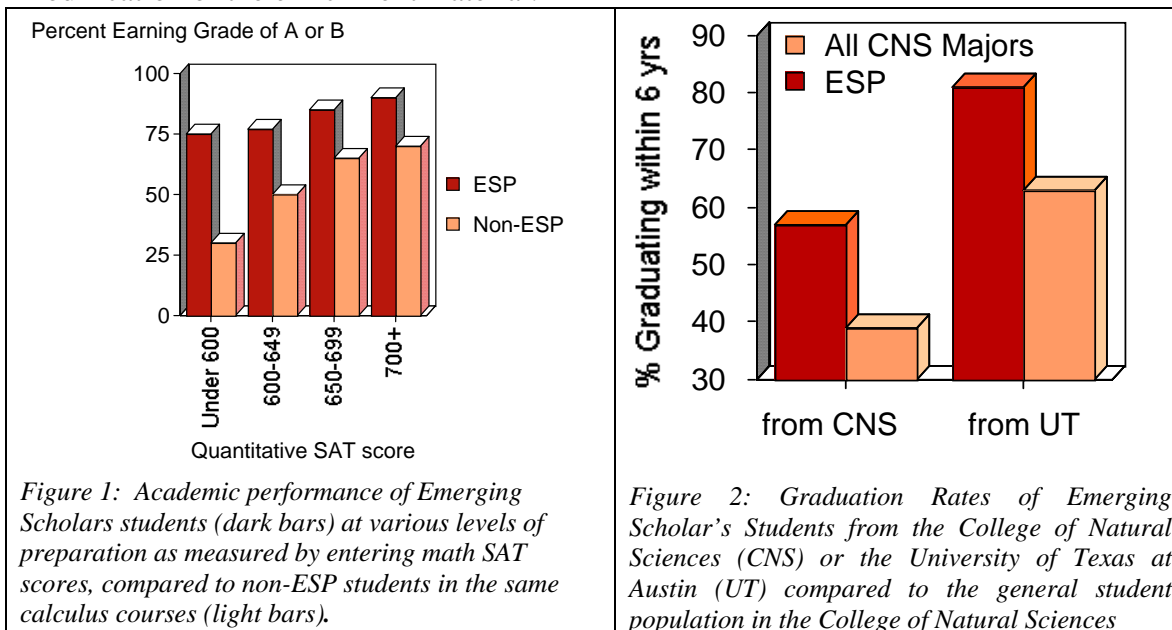 Percent Earning Grade of A or B
100
75
50
25
0
Under 600
600-649
650-699
700+
ESP
Non-ESP
Quantitative SAT score
Figure 1: Academic performance of Emerging
Scholars students (dark bars) at various levels of
preparation as measured by entering math SAT
scores, compared to non-ESP students in the same
calculus courses (light bars).
% Graduating within 6 yrs
90
80
70
60
50
40
30
All CNS Majors
ESP
from CNS
from UT
Figure 2: Graduation Rates of Emerging
Scholar's Students from the College of Natural
Sciences (CNS) or the University of Texas at
Austin (UT) compared to the general student
population in the College of Natural Sciences